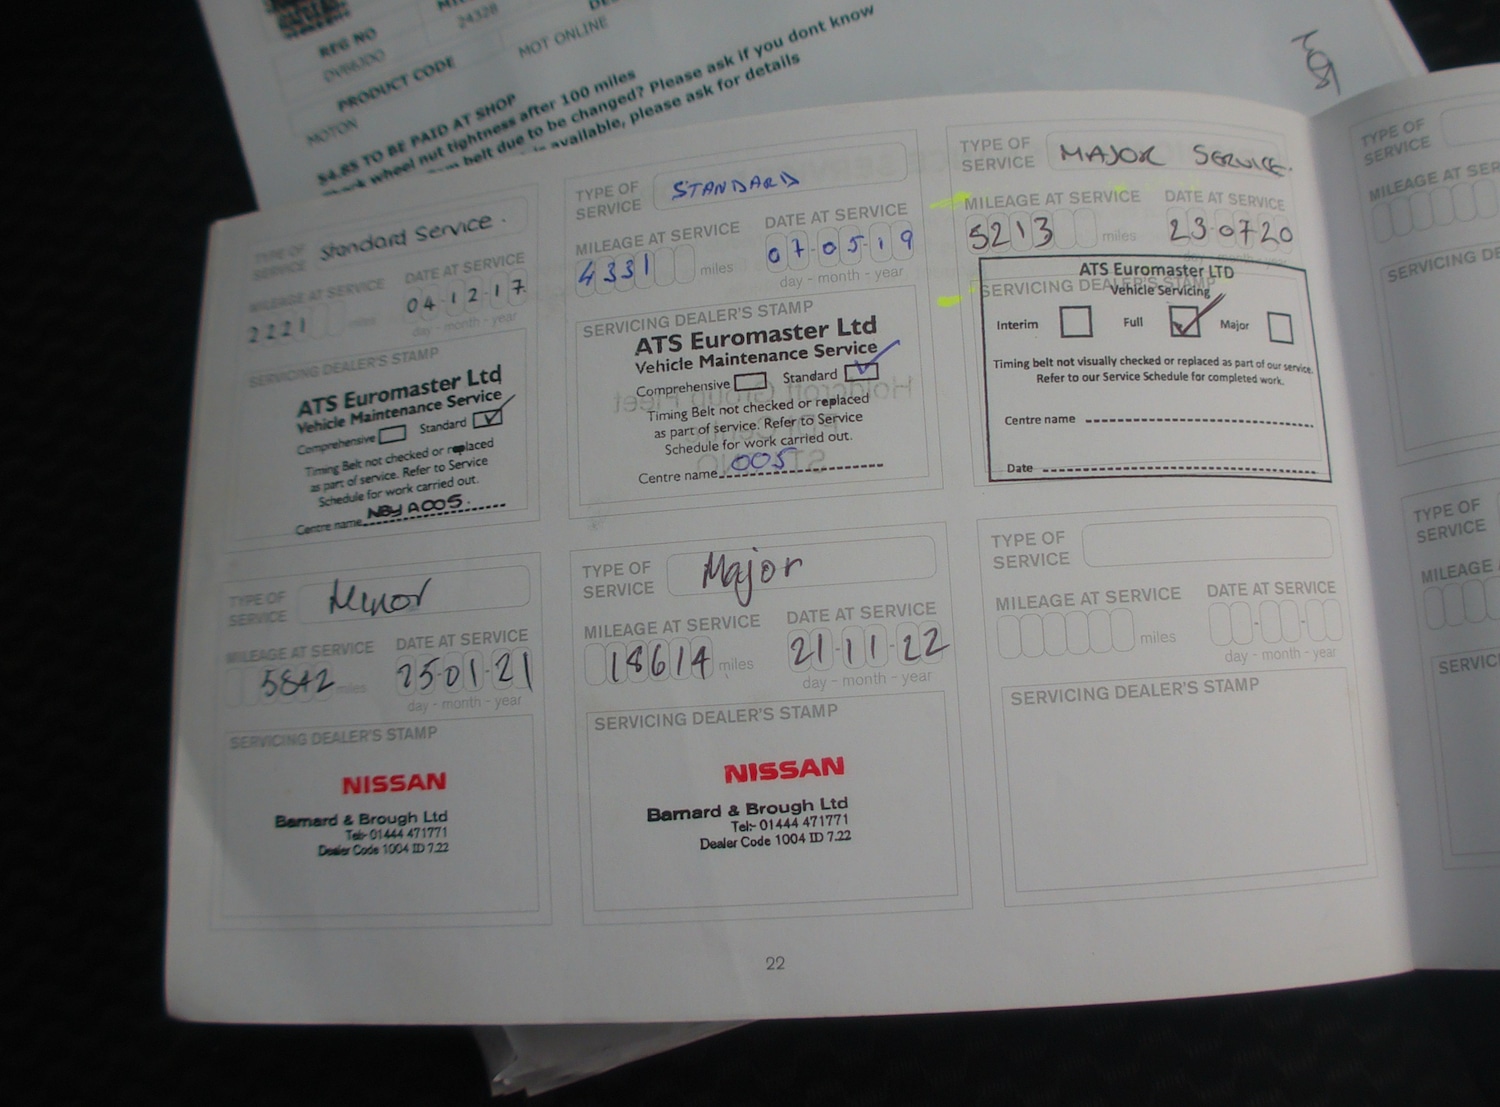 REG NO
24328
PRODUCT CODE
MOT ONLINE
MOTON
54.85 TO BE PAID AT SHOP
wheel nut tightness after 100 miles
belt due to be changed? Please ask if you dont know
is available, please ask for details
MOT
TYPE OF SERVICE
Standard Service.
MILEAGE AT SERVICE
DATE AT SERVICE
2221 miles
04-12-17
day - month - year
SERVICING DEALER'S STAMP
ATS Euromaster Ltd
Vehicle Maintenance Service
Comprehensive Standard
Timing Belt not checked or replaced
as part of service. Refer to Service
Schedule for work carried out.
Centre name
TYPE OF SERVICE
STANDARD
MILEAGE AT SERVICE
DATE AT SERVICE
4331 miles
07-05-19
day - month - year
SERVICING DEALER'S STAMP
ATS Euromaster Ltd
Vehicle Maintenance Service
Comprehensive Standard
Timing Belt not checked or replaced
as part of service. Refer to Service
Schedule for work carried out.
Centre name 005
TYPE OF SERVICE
MAJOR SERVICE.
MILEAGE AT SERVICE
DATE AT SERVICE
5213 miles
23-07-20
SERVICING DEALER'S STAMP
ATS Euromaster LTD
Vehicle Servicing
Interim Full Major
Timing belt not visually checked or replaced as part of our service.
Refer to our Service Schedule for completed work.
Centre name
Date
TYPE OF SERVICE
Minor
MILEAGE AT SERVICE
DATE AT SERVICE
5842 miles
25-01-21
day - month - year
SERVICING DEALER'S STAMP
NISSAN
Barnard & Brough Ltd
Tel:- 01444 471771
Dealer Code 1004 ID 7.22
TYPE OF SERVICE
Major
MILEAGE AT SERVICE
DATE AT SERVICE
18614 miles
21-11-22
day - month - year
SERVICING DEALER'S STAMP
NISSAN
Barnard & Brough Ltd
Tel:- 01444 471771
Dealer Code 1004 ID 7.22
TYPE OF SERVICE
MILEAGE AT SERVICE
DATE AT SERVICE
miles
day - month - year
SERVICING DEALER'S STAMP
22
TYPE OF SERVICE
MILEAGE AT SER
SERVICING DE
TYPE OF SERVICE
MILEAGE
SERVIC